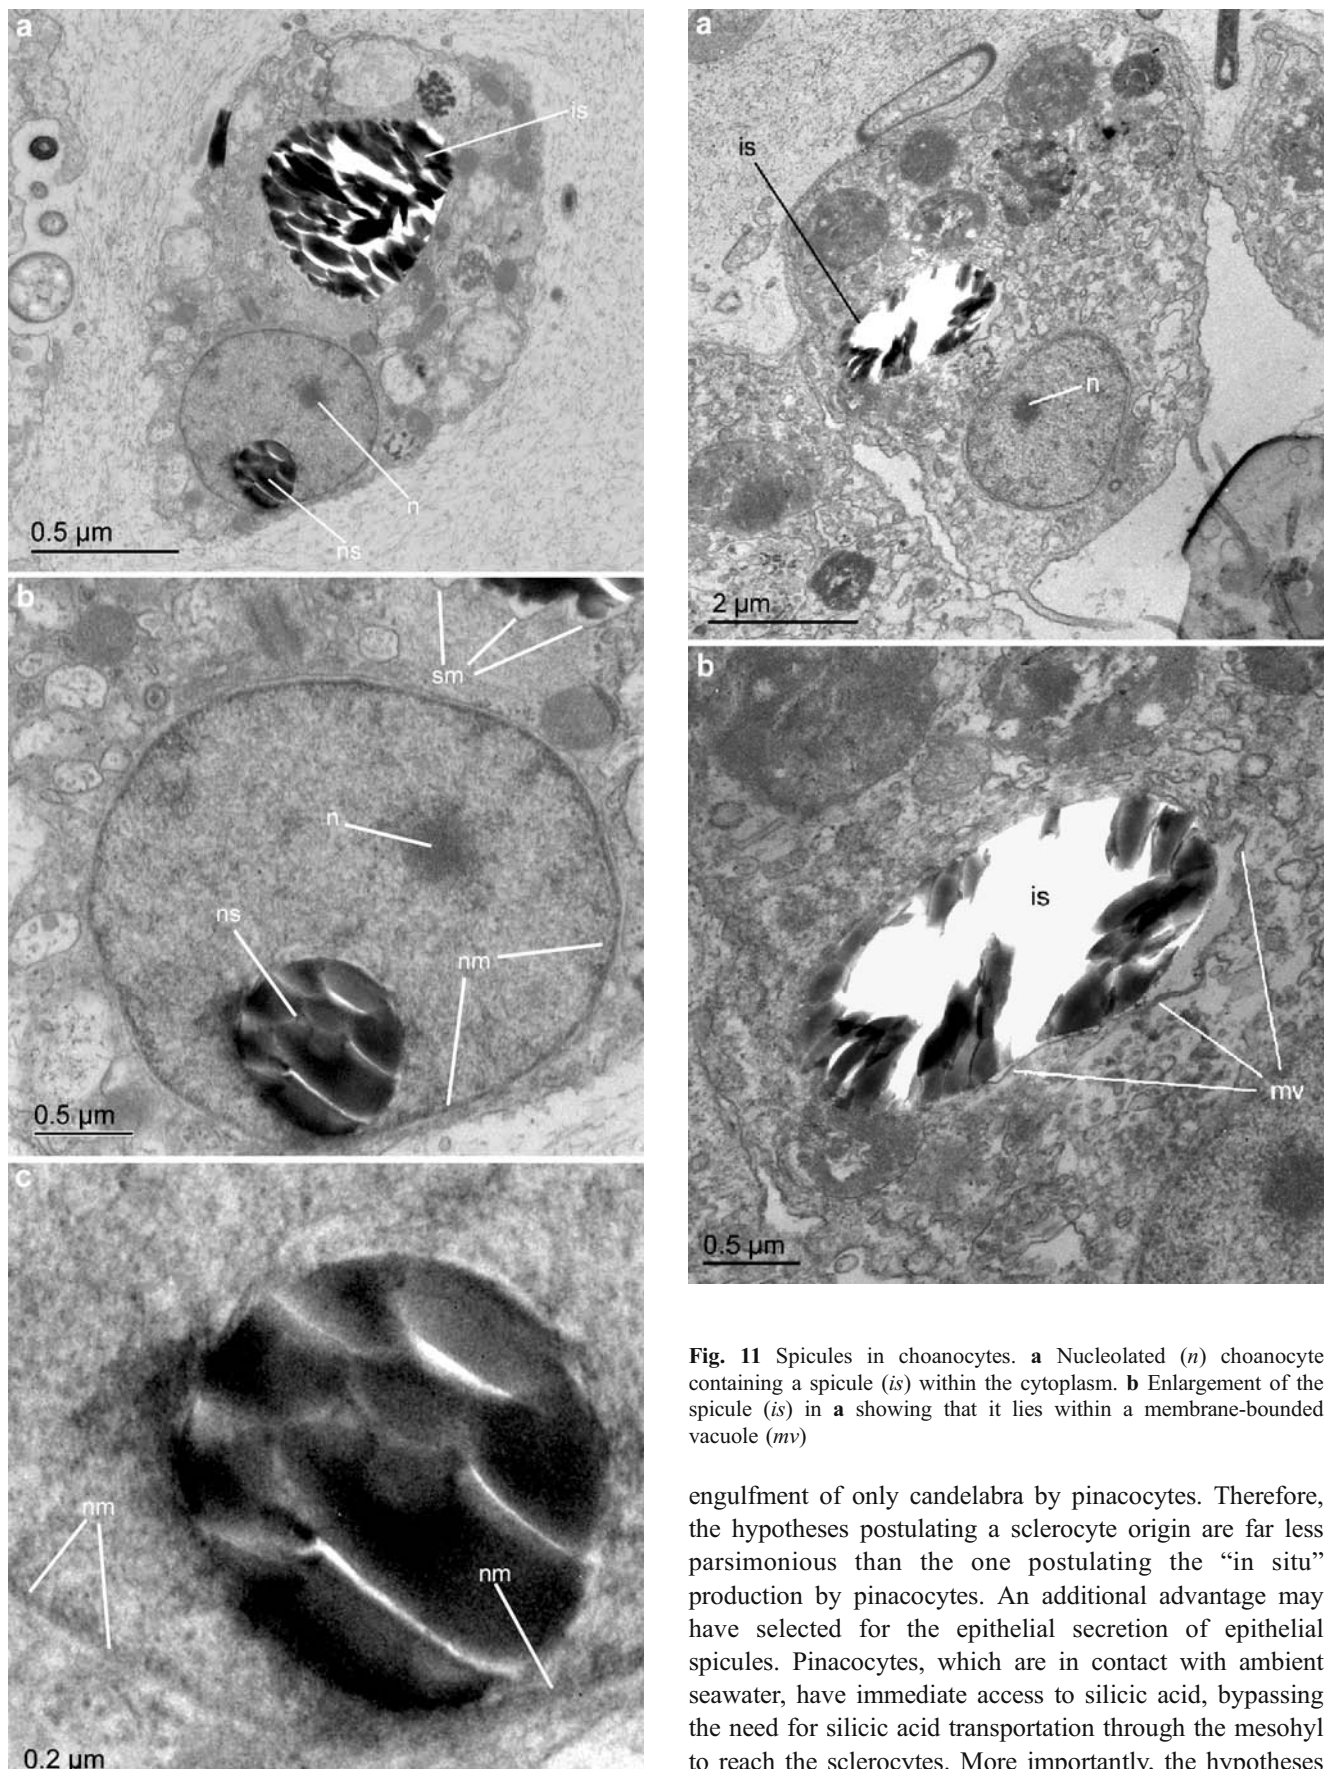 a
is
n
ns
0.5 µm
b
sm
n
ns
nm
0.5 µm
c
nm
nm
0.2 µm
a
is
n
2 µm
b
is
mv
0.5 µm
Fig. 11 Spicules in choanocytes. a Nucleolated (n) choanocyte
containing a spicule (is) within the cytoplasm. b Enlargement of the
spicule (is) in a showing that it lies within a membrane-bounded
vacuole (mv)
engulfment of only candelabra by pinacocytes. Therefore,
the hypotheses postulating a sclerocyte origin are far less
parsimonious than the one postulating the “in situ”
production by pinacocytes. An additional advantage may
have selected for the epithelial secretion of epithelial
spicules. Pinacocytes, which are in contact with ambient
seawater, have immediate access to silicic acid, bypassing
the need for silicic acid transportation through the mesohyl
to reach the sclerocytes. More importantly, the hypotheses